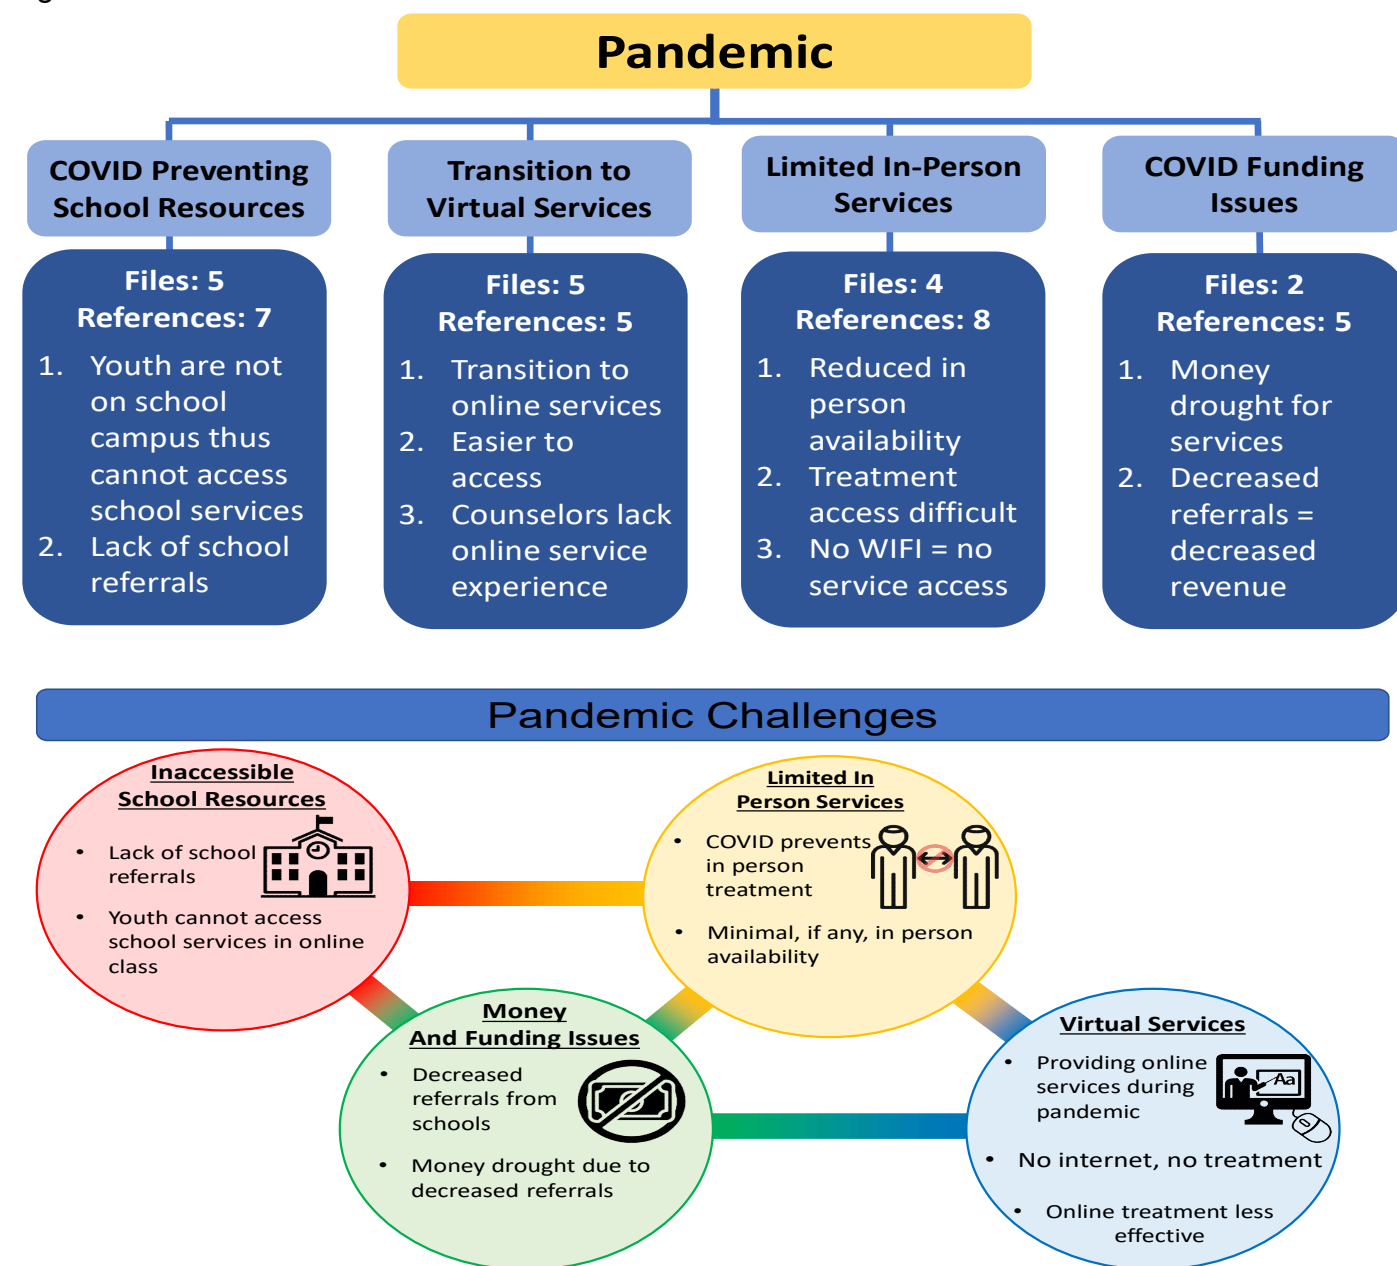 Pandemic
COVID Preventing
School Resources
Files: 5
References: 7
1. Youth are not
on school
campus thus
cannot access
school services
2. Lack of school
referrals
Transition to
Virtual Services
Files: 5
References: 5
1. Transition to
online services
2. Easier to
access
3. Counselors lack
online service
experience
Limited In-Person
Services
Files: 4
References: 8
1. Reduced in
person
availability
2. Treatment
access difficult
3. No WIFI = no
service access
COVID Funding
Issues
Files: 2
References: 5
1. Money
drought for
services
2. Decreased
referrals =
decreased
revenue
Pandemic Challenges
Inaccessible
School Resources
• Lack of school
referrals
• Youth cannot access
school services in online
class
Limited In
Person Services
• COVID prevents
in person
treatment
• Minimal, if any, in person
availability
Money
And Funding Issues
• Decreased
referrals from
schools
• Money drought due to
decreased referrals
Virtual Services
• Providing online
services during
pandemic
Aa
• No internet, no treatment
• Online treatment less
effective